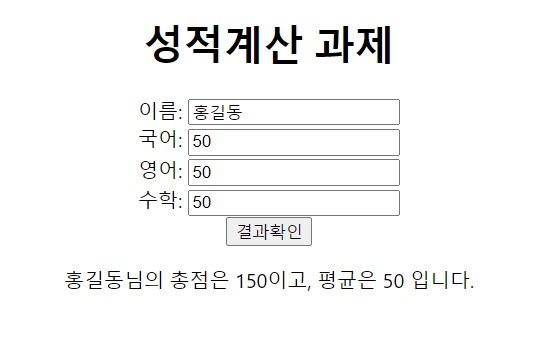 성적계산 과제
이름: 홍길동
국어: 50
영어: 50
수학: 50
결과확인
홍길동님의 총점은 150이고, 평균은 50 입니다.